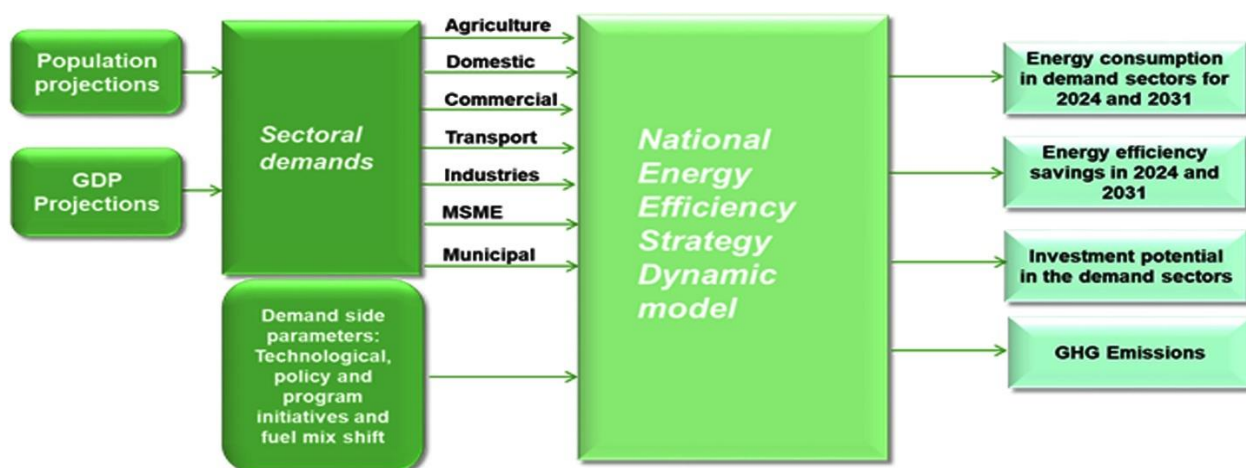 Population
projections
GDP
Projections
Sectoral
demands
Demand side
parameters:
Technological,
policy and
program
initiatives and
fuel mix shift
Agriculture
Domestic
Commercial
Transport
Industries
MSME
Municipal
National
Energy
Efficiency
Strategy
Dynamic
model
Energy consumption
in demand sectors for
2024 and 2031
Energy efficiency
savings in 2024 and
2031
Investment potential
in the demand sectors
GHG Emissions